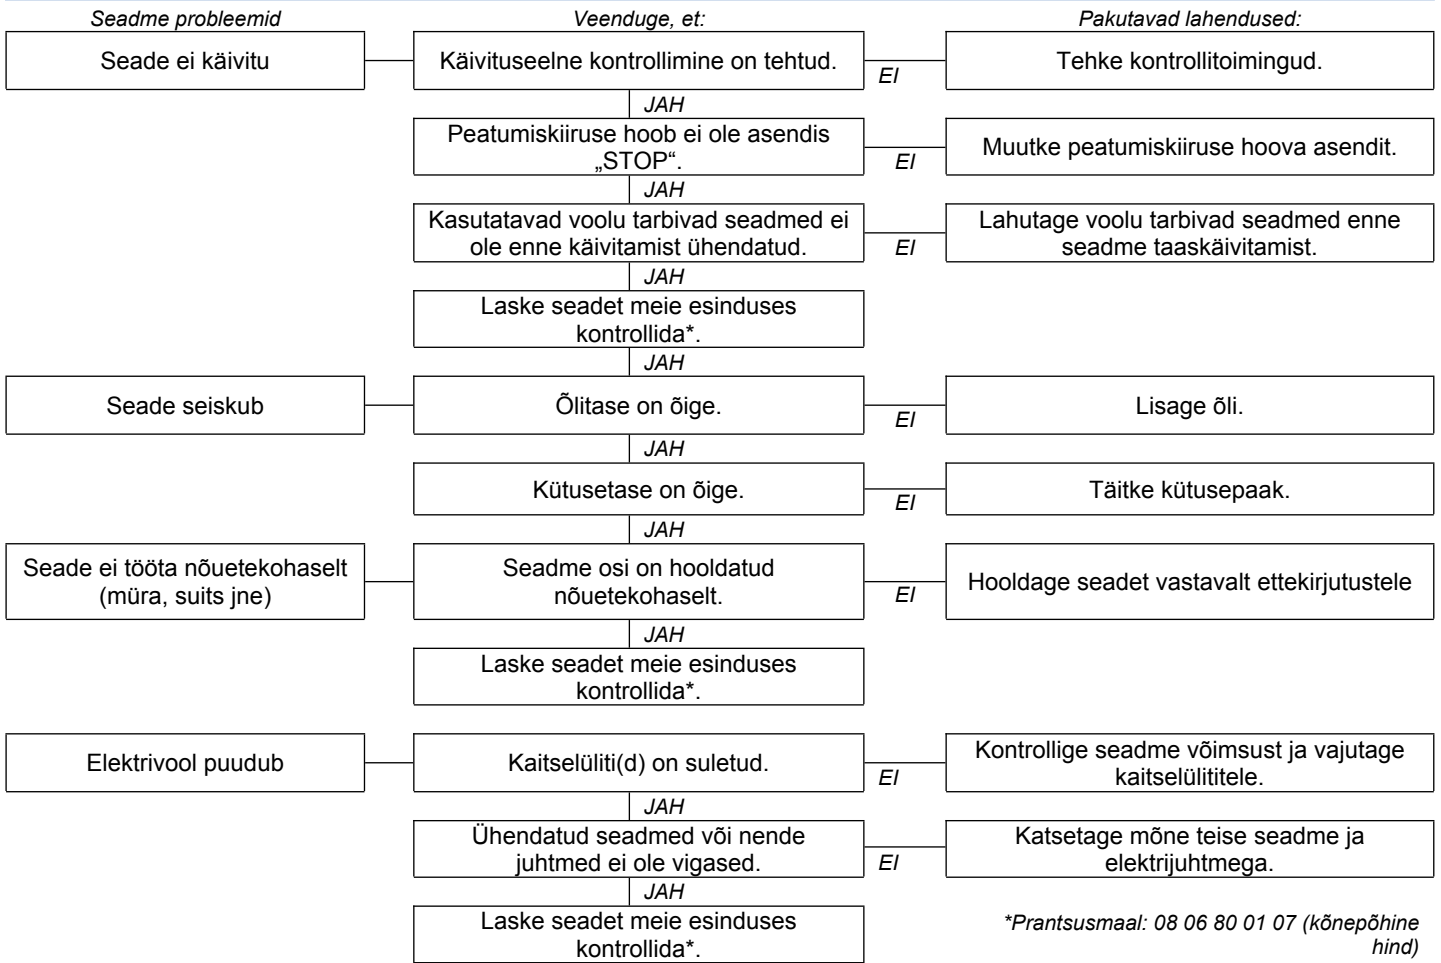 Seadme probleemid
Veenduge, et:
Pakutavad lahendused:
Seade ei käivitu
Käivituseelne kontrollimine on tehtud.
EI
Tehke kontrollitoimingud.
JAH
Peatumiskiiruse hoob ei ole asendis
„STOP“.
EI
Muutke peatumiskiiruse hoova asendit.
JAH
Kasutatavad voolu tarbivad seadmed ei
ole enne käivitamist ühendatud.
EI
Lahutage voolu tarbivad seadmed enne
seadme taaskäivitamist.
JAH
Laske seadet meie esinduses
kontrollida*.
JAH
Seade seiskub
Õlitase on õige.
EI
Lisage õli.
JAH
Kütusetase on õige.
EI
Täitke kütusepaak.
JAH
Seade ei tööta nõuetekohaselt
(müra, suits jne)
Seadme osi on hooldatud
nõuetekohaselt.
EI
Hooldage seadet vastavalt ettekirjutustele
JAH
Laske seadet meie esinduses
kontrollida*.
Elektrivool puudub
Kaitselüliti(d) on suletud.
EI
Kontrollige seadme võimsust ja vajutage
kaitselülititele.
JAH
Ühendatud seadmed või nende
juhtmed ei ole vigased.
EI
Katsetage mõne teise seadme ja
elektrijuhtmega.
JAH
Laske seadet meie esinduses
kontrollida*.
*Prantsusmaal: 08 06 80 01 07 (kõnepõhine
hind)